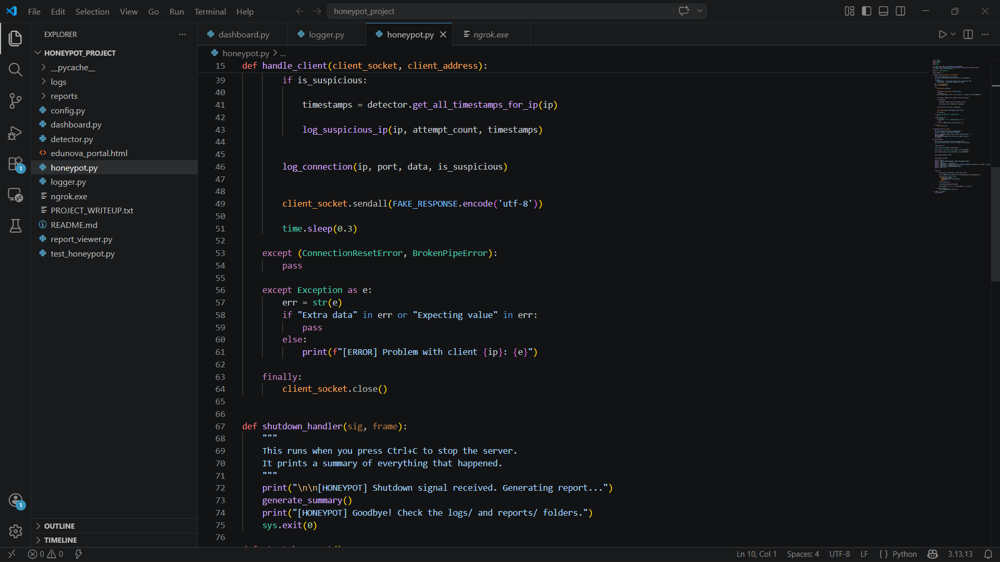 File Edit Selection View Go Run Terminal Help
honeypot_project
EXPLORER
HONEYPOT_PROJECT
__pycache__
logs
reports
config.py
dashboard.py
detector.py
edunova_portal.html
honeypot.py
logger.py
ngrok.exe
PROJECT_WRITEUP.txt
README.md
report_viewer.py
test_honeypot.py
1
1
OUTLINE
TIMELINE
dashboard.py logger.py honeypot.py ngrok.exe
honeypot.py > ...
15 def handle_client(client_socket, client_address):
39 if is_suspicious:
40
41 timestamps = detector.get_all_timestamps_for_ip(ip)
42
43 log_suspicious_ip(ip, attempt_count, timestamps)
44
45
46 log_connection(ip, port, data, is_suspicious)
47
48
49 client_socket.sendall(FAKE_RESPONSE.encode('utf-8'))
50
51 time.sleep(0.3)
52
53 except (ConnectionResetError, BrokenPipeError):
54 pass
55
56 except Exception as e:
57 err = str(e)
58 if "Extra data" in err or "Expecting value" in err:
59 pass
60 else:
61 print(f"[ERROR] Problem with client {ip}: {e}")
62
63 finally:
64 client_socket.close()
65
66
67 def shutdown_handler(sig, frame):
68 """
69 This runs when you press Ctrl+C to stop the server.
70 It prints a summary of everything that happened.
71 """
72 print("\n\n[HONEYPOT] Shutdown signal received. Generating report...")
73 generate_summary()
74 print("[HONEYPOT] Goodbye! Check the logs/ and reports/ folders.")
75 sys.exit(0)
76
0 0
Ln 10, Col 1 Spaces: 4 UTF-8 LF { } Python 3.13.13